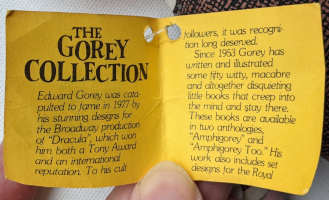 THE
GOREY
COLLECTION
Edward Gorey was cata-
pulted to fame in 1977 by
his stunning designs for
the Broadway production
of "Dracula", which won
him both a Tony Award
and an international
reputation. To his cult
followers, it was recogni-
tion long deserved.
Since 1953 Gorey has
written and illustrated
some fifty witty, macabre
and altogether disquieting
little books that creep into
the mind and stay there.
These books are available
in two anthologies,
"Amphigorey" and
"Amphigorey Too." His
work also includes set
designs for the Royal